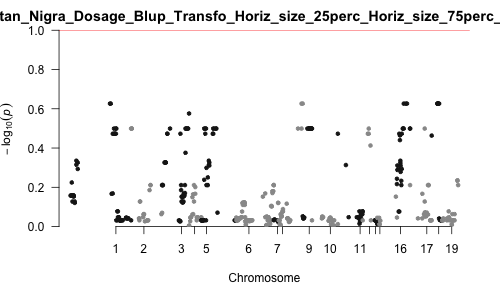 tan_Nigra_Dosage_Blup_Transfo_Horiz_size_25perc_Horiz_size_75perc_
1.0
0.8
0.6
0.4
0.2
0.0
− log10(p)
1 2 3 5 6 7 9 10 11 16 17 19
Chromosome